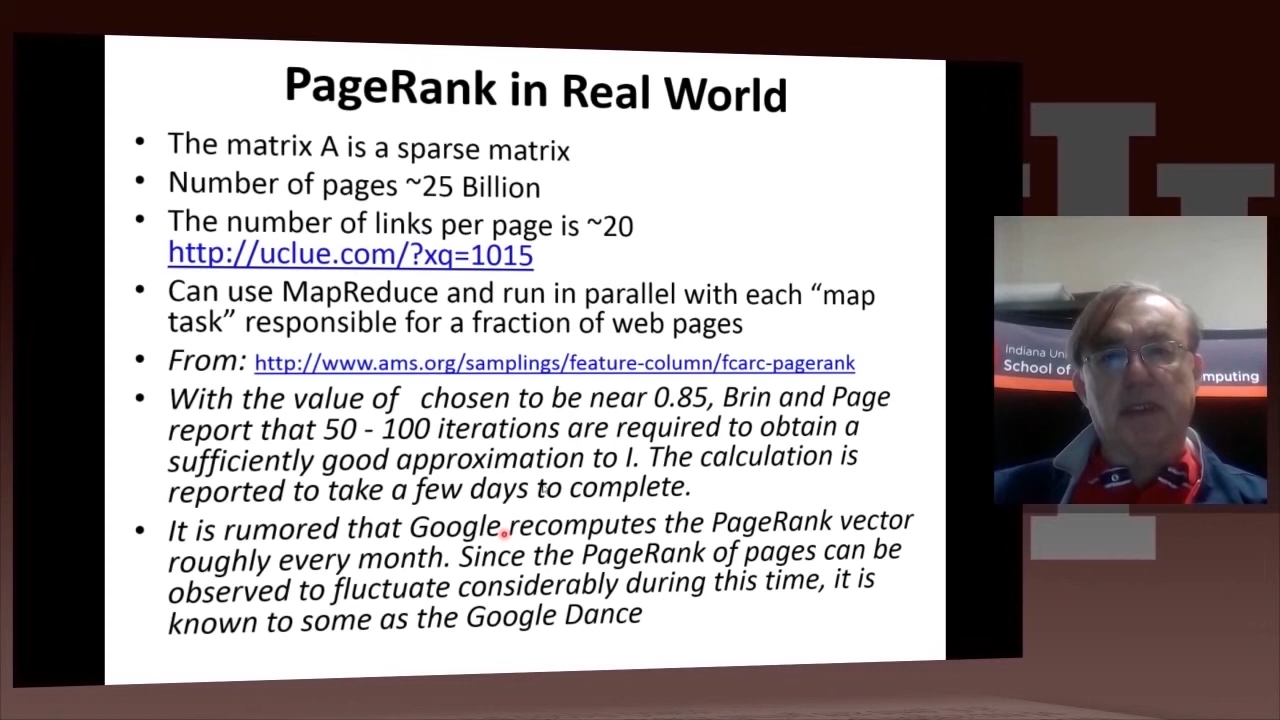 PageRank in Real World
• The matrix A is a sparse matrix
• Number of pages ~25 Billion
• The number of links per page is ~20
http://uclue.com/?xq=1015
• Can use MapReduce and run in parallel with each “map
task” responsible for a fraction of web pages
• From: http://www.ams.org/samplings/feature-column/fcarc-pagerank
• With the value of chosen to be near 0.85, Brin and Page
report that 50 - 100 iterations are required to obtain a
sufficiently good approximation to I. The calculation is
reported to take a few days to complete.
• It is rumored that Google recomputes the PageRank vector
roughly every month. Since the PageRank of pages can be
observed to fluctuate considerably during this time, it is
known to some as the Google Dance
Indiana Uni
School of mputing